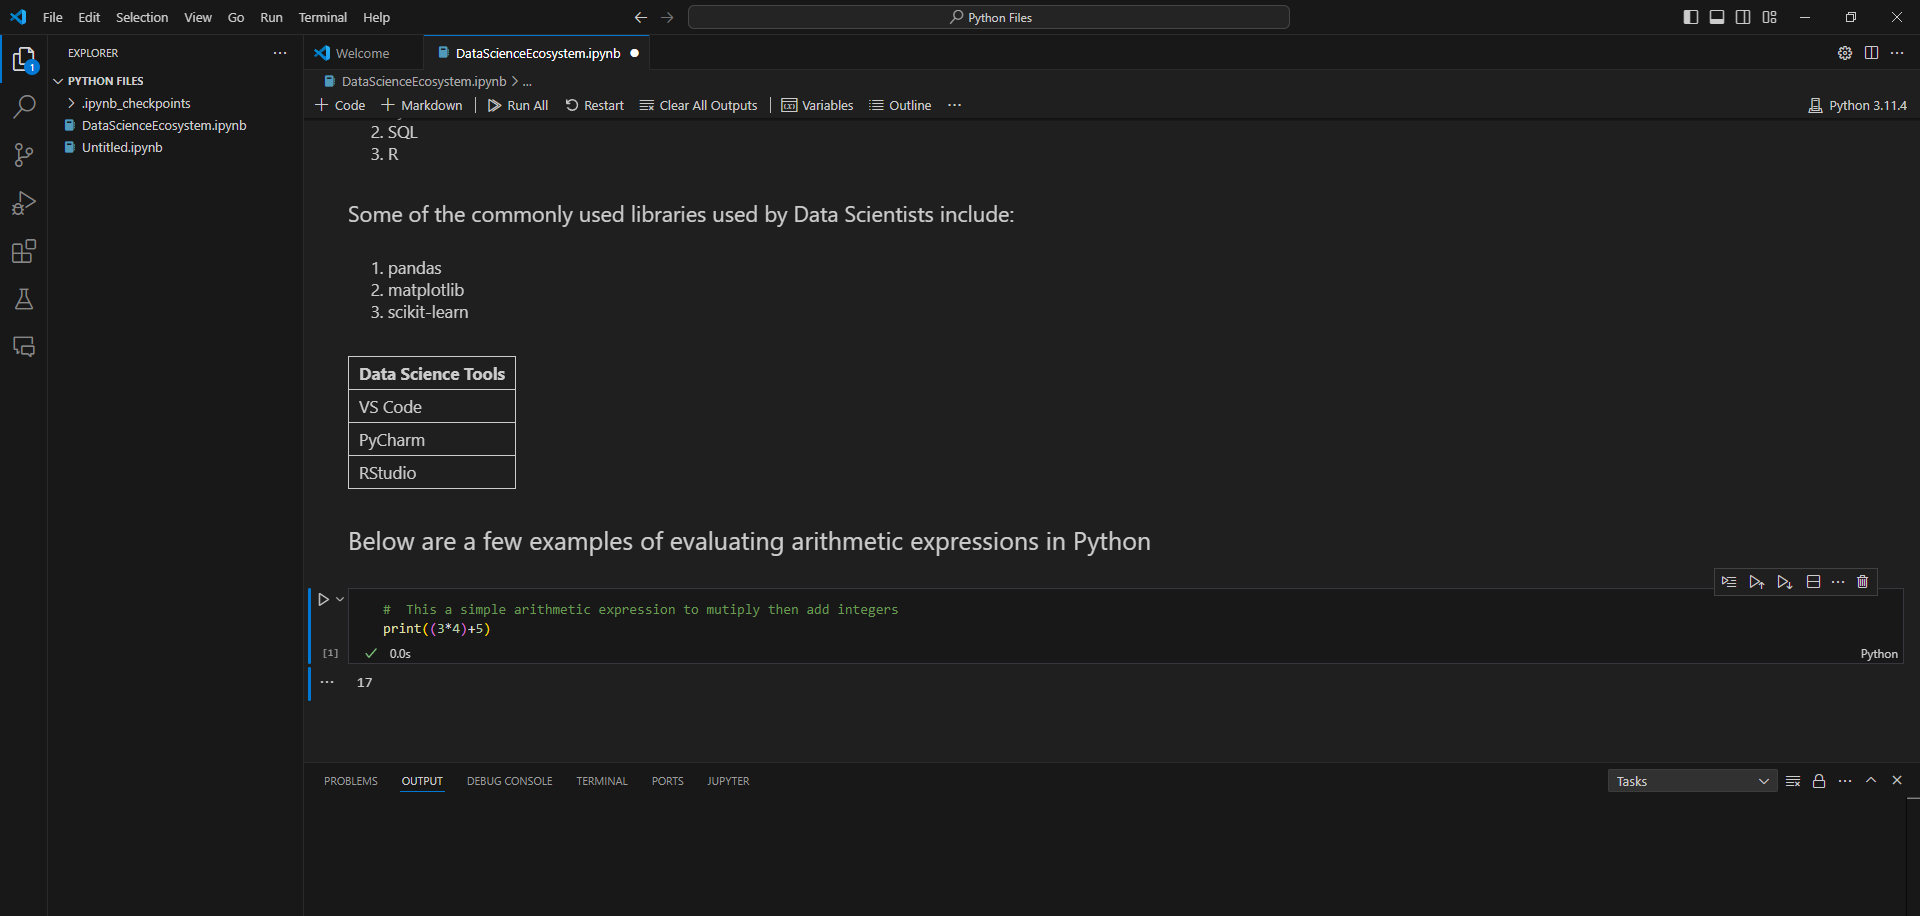 File Edit Selection View Go Run Terminal Help
Python Files
EXPLORER
PYTHON FILES
.ipynb_checkpoints
DataScienceEcosystem.ipynb
Untitled.ipynb
1
Welcome
DataScienceEcosystem.ipynb
DataScienceEcosystem.ipynb > ...
Code Markdown Run All Restart Clear All Outputs Variables Outline ...
Python 3.11.4
2. SQL
3. R
Some of the commonly used libraries used by Data Scientists include:
1. pandas
2. matplotlib
3. scikit-learn
Data Science Tools
VS Code
PyCharm
RStudio
Below are a few examples of evaluating arithmetic expressions in Python
# This a simple arithmetic expression to mutiply then add integers
print((3*4)+5)
[1] 0.0s
Python
17
PROBLEMS OUTPUT DEBUG CONSOLE TERMINAL PORTS JUPYTER
Tasks